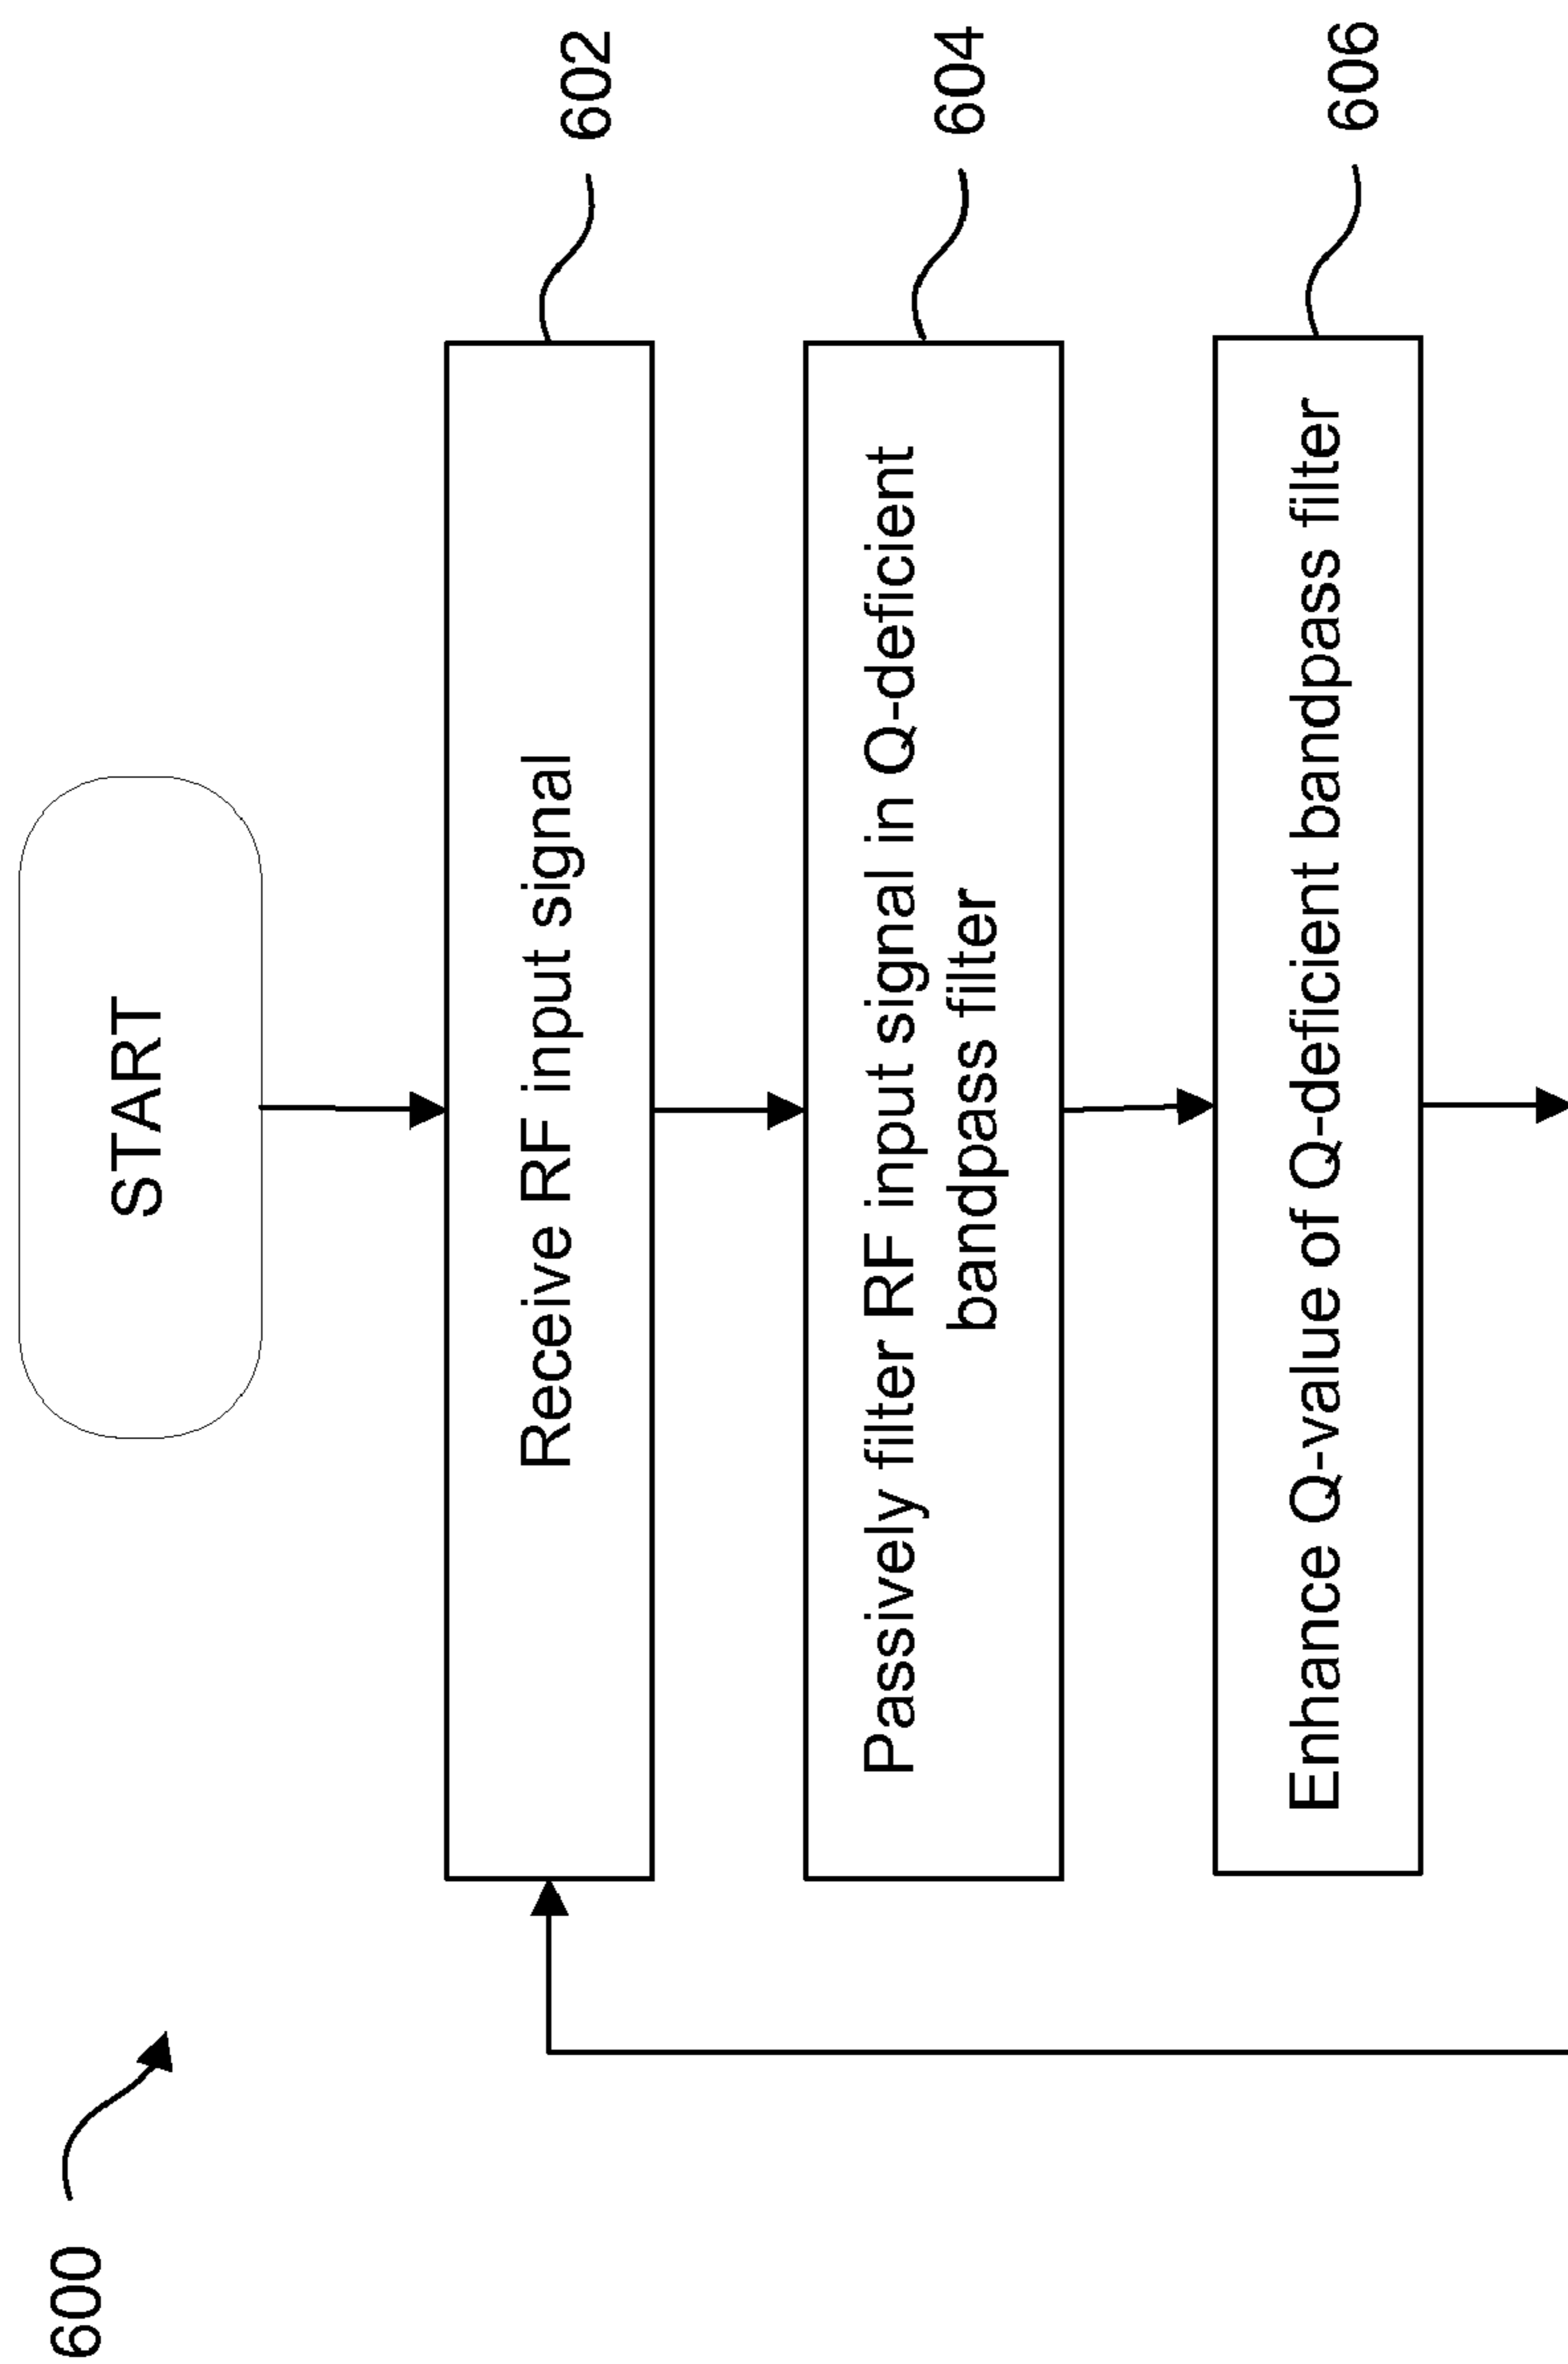 600
START
Receive RF input signal
602
Passively filter RF input signal in Q-deficient
bandpass filter
604
Enhance Q-value of Q-deficient bandpass filter
606